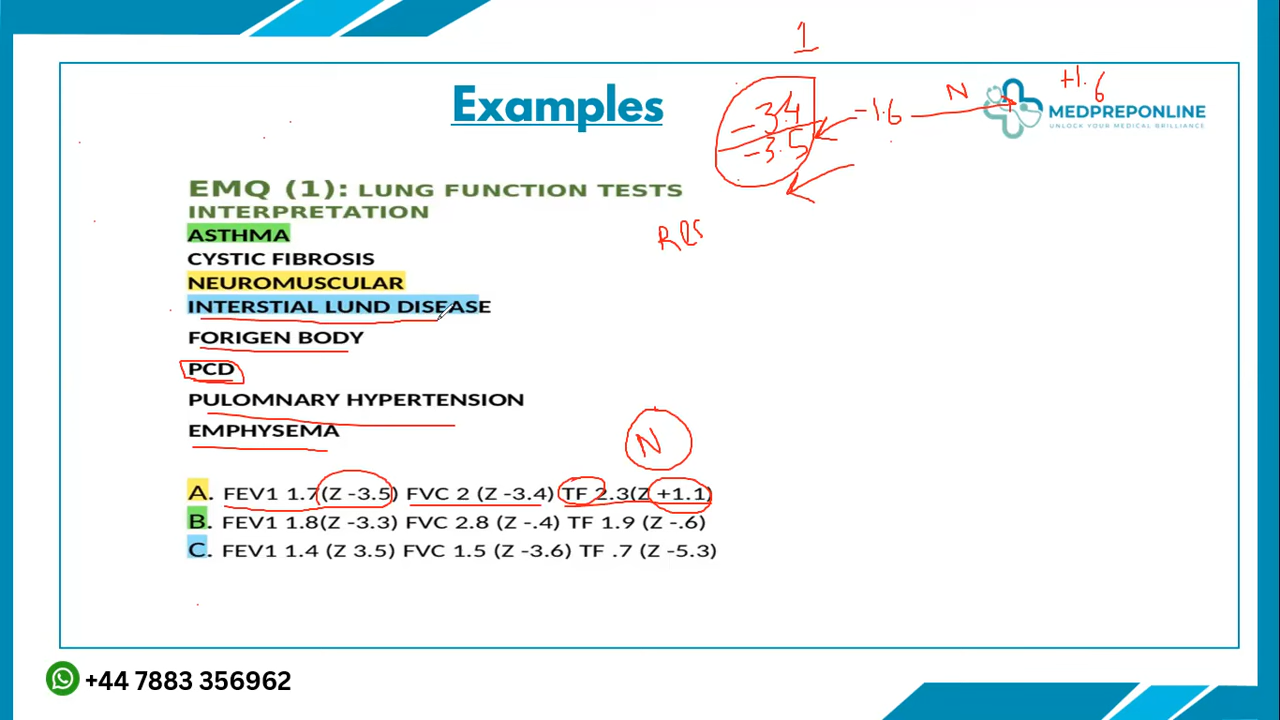 1
+1.6
N
-3.4
-1.6
-3.5
Examples
MEDPREPONLINE
UNLOCK YOUR MEDICAL BRILLIANCE
EMQ (1): LUNG FUNCTION TESTS
INTERPRETATION
ASTHMA
Res
CYSTIC FIBROSIS
NEUROMUSCULAR
INTERSTIAL LUND DISEASE
FORIGEN BODY
PCD
PULOMNARY HYPERTENSION
EMPHYSEMA
N
A. FEV1 1.7(Z -3.5) FVC 2 (Z -3.4) TF 2.3(Z +1.1)
B. FEV1 1.8(Z -3.3) FVC 2.8 (Z -.4) TF 1.9 (Z -.6)
C. FEV1 1.4 (Z 3.5) FVC 1.5 (Z -3.6) TF .7 (Z -5.3)
+44 7883 356962